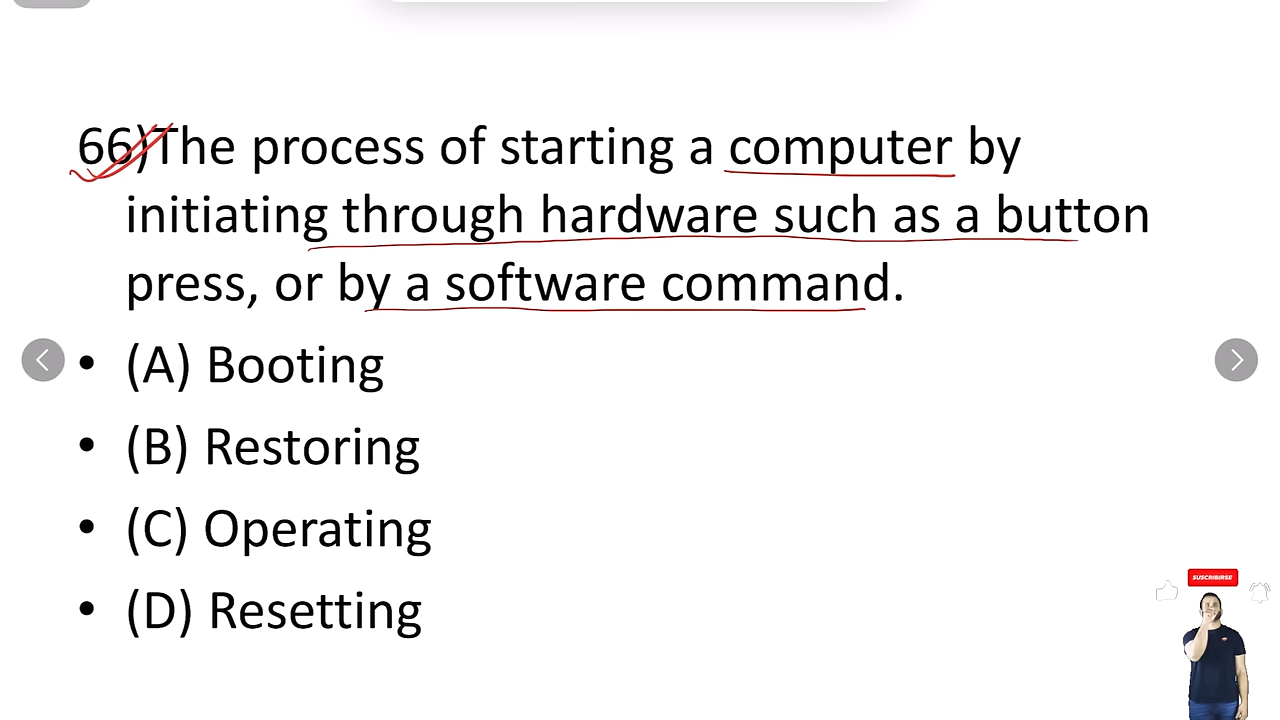 66)The process of starting a computer by
initiating through hardware such as a button
press, or by a software command.
• (A) Booting
• (B) Restoring
• (C) Operating
• (D) Resetting
SUSCRIBIRSE